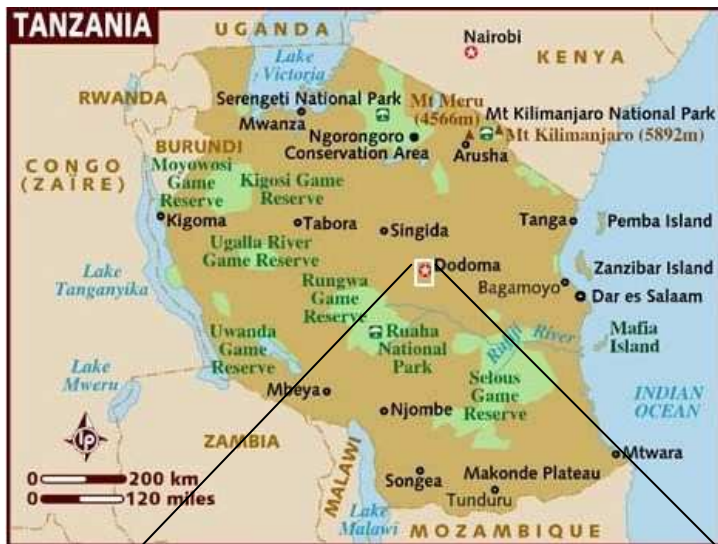 TANZANIA
UGANDA
Nairobi
KENYA
Lake
Victoria
RWANDA
Serengeti National Park
Mwanza
Mt Meru
(4566m)
Mt Kilimanjaro National Park
Mt Kilimanjaro (5892m)
Ngorongoro
Conservation Area
Arusha
BURUNDI
CONGO
(ZAÏRE)
Moyowosi
Game
Reserve
Kigosi Game
Reserve
Kigoma
Tabora
Singida
Tanga
Pemba Island
Ugalla River
Game Reserve
Dodoma
Zanzibar Island
Lake
Tanganyika
Rungwa
Game
Reserve
Bagamoyo
Dar es Salaam
Uwanda
Game
Reserve
Ruaha
National
Park
Rufiji River
Mafia
Island
Lake
Mweru
Mbeya
Selous
Game
Reserve
INDIAN
OCEAN
Njombe
ZAMBIA
lp
MALAWI
Mtwara
0 200 km
0 120 miles
Songea
Makonde Plateau
Tunduru
Lake
Malawi
MOZAMBIQUE